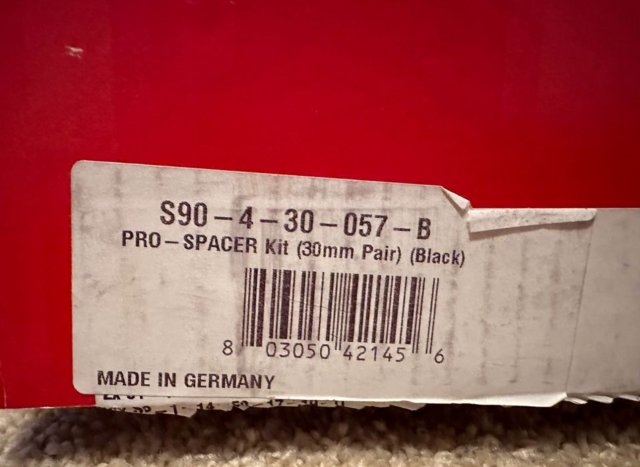 S90-4-30-057-B
PRO-SPACER Kit (30mm Pair) (Black)
8 03050 42145 6
MADE IN GERMANY